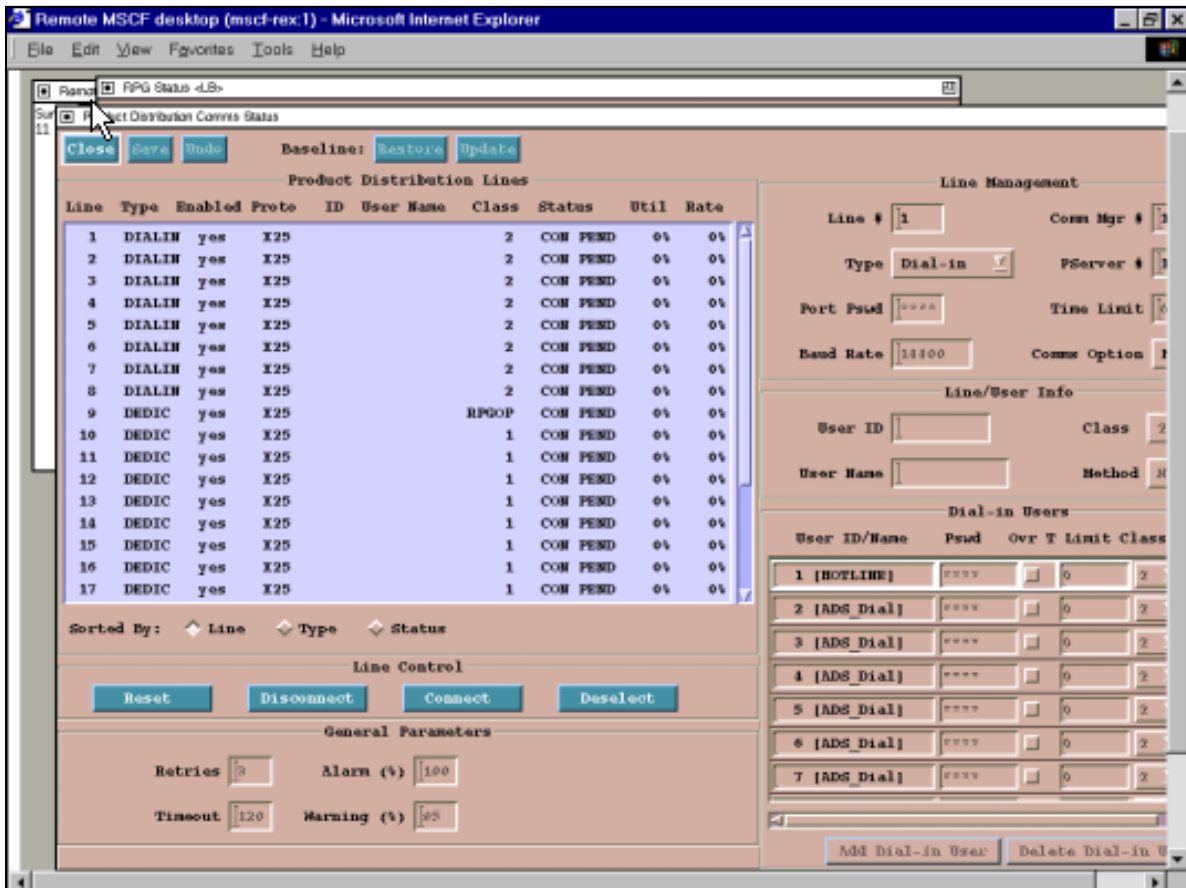 Remote MSCF desktop (mscf-rex:1) - Microsoft Internet Explorer
File Edit View Favorites Tools Help
RPG Status <LB>
Distribution Comms Status
11
Close Save Undo Baseline: Restore Update
Product Distribution Lines
Line Type Enabled Proto ID User Name Class Status Util Rate
1 DIALIN yes X25 2 CON PEND 0% 0%
2 DIALIN yes X25 2 CON PEND 0% 0%
3 DIALIN yes X25 2 CON PEND 0% 0%
4 DIALIN yes X25 2 CON PEND 0% 0%
5 DIALIN yes X25 2 CON PEND 0% 0%
6 DIALIN yes X25 2 CON PEND 0% 0%
7 DIALIN yes X25 2 CON PEND 0% 0%
8 DIALIN yes X25 2 CON PEND 0% 0%
9 DEDIC yes X25 RPGOP CON PEND 0% 0%
10 DEDIC yes X25 1 CON PEND 0% 0%
11 DEDIC yes X25 1 CON PEND 0% 0%
12 DEDIC yes X25 1 CON PEND 0% 0%
13 DEDIC yes X25 1 CON PEND 0% 0%
14 DEDIC yes X25 1 CON PEND 0% 0%
15 DEDIC yes X25 1 CON PEND 0% 0%
16 DEDIC yes X25 1 CON PEND 0% 0%
17 DEDIC yes X25 1 CON PEND 0% 0%
Sorted By: Line Type Status
Line Control
Reset Disconnect Connect Deselect
General Parameters
Retries 3 Alarm (%) 100
Timeout 120 Warning (%)
Line Management
Line # 1 Comm Mgr #
Type Dial-in PServer #
Port Pswd **** Time Limit
Baud Rate 14400 Comms Option
Line/User Info
User ID Class 2
User Name Method
Dial-in Users
User ID/Name Pswd Ovr T Limit Class
1 [HOTLINE] **** 0 2
2 [ADS_Dial] **** 0 2
3 [ADS_Dial] **** 0 2
4 [ADS_Dial] **** 0 2
5 [ADS_Dial] **** 0 2
6 [ADS_Dial] **** 0 2
7 [ADS_Dial] **** 0 2
Add Dial-in User Delete Dial-in